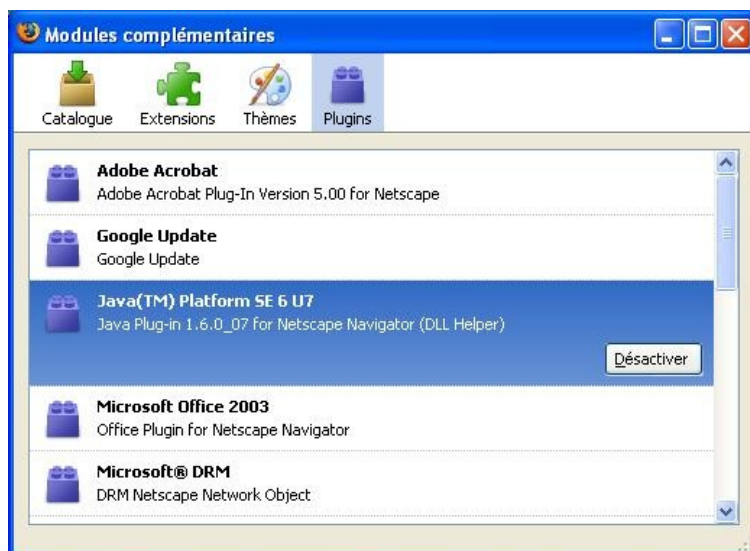 Modules complémentaires
Catalogue Extensions Thèmes Plugins
Adobe Acrobat
Adobe Acrobat Plug-In Version 5.00 for Netscape
Google Update
Google Update
Java(TM) Platform SE 6 U7
Java Plug-in 1.6.0_07 for Netscape Navigator (DLL Helper)
Désactiver
Microsoft Office 2003
Office Plugin for Netscape Navigator
Microsoft® DRM
DRM Netscape Network Object